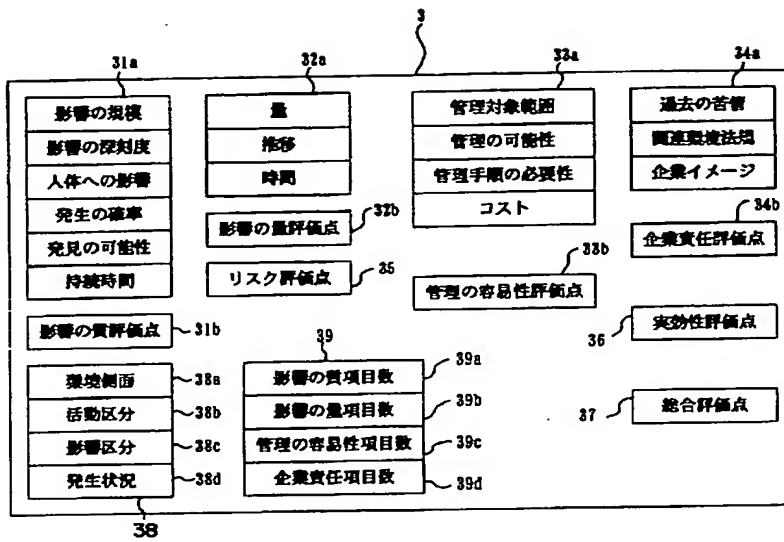 3
31a
32a
33a
34a
影響の規模
影響の深刻度
人体への影響
発生の確率
発見の可能性
持続時間
影響の質評価点
31b
量
推移
時間
影響の量評価点
32b
リスク評価点
35
管理対象範囲
管理の可能性
管理手順の必要性
コスト
管理の容易性評価点
33b
過去の苦情
関連環境法規
企業イメージ
34b
企業責任評価点
実効性評価点
36
総合評価点
37
環境側面
38a
活動区分
38b
影響区分
38c
発生状況
38d
38
39
影響の質項目数
39a
影響の量項目数
39b
管理の容易性項目数
39c
企業責任項目数
39d